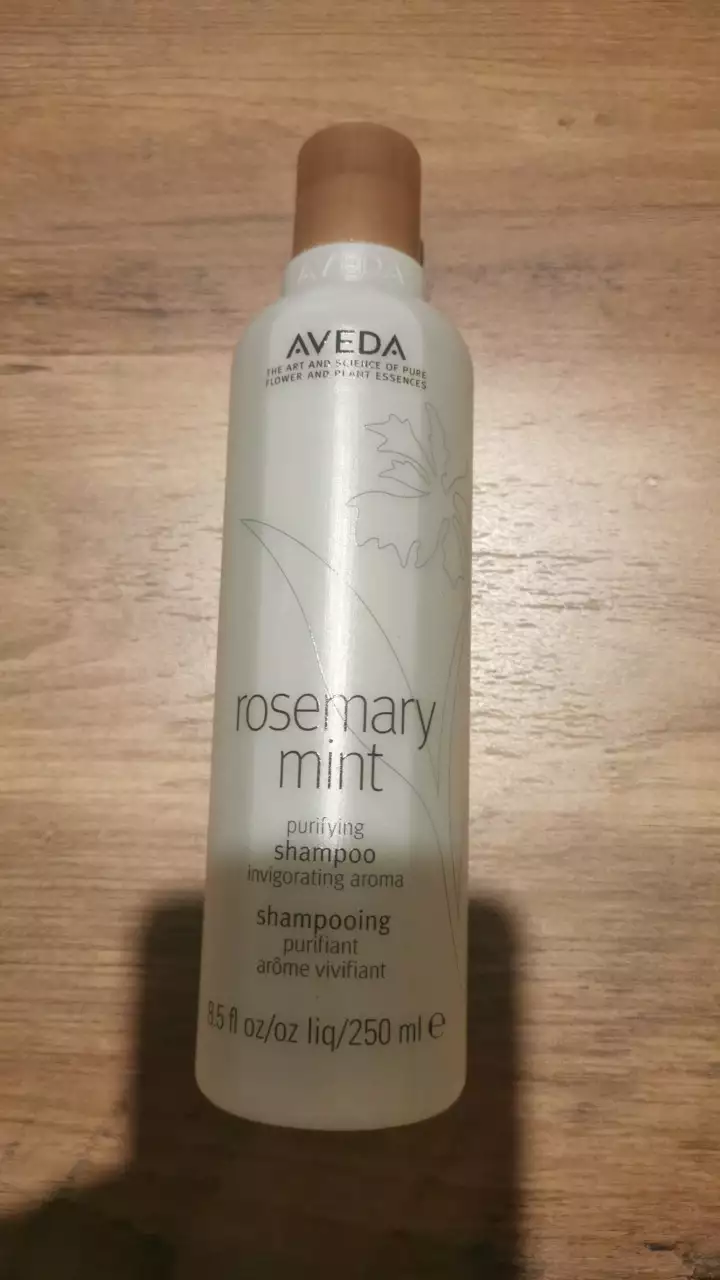 AVEDA
AVEDA
THE ART AND SCIENCE OF PURE
FLOWER AND PLANT ESSENCES
rosemary
mint
purifying
shampoo
invigorating aroma
shampooing
purifiant
arôme vivifiant
8.5 fl oz/oz liq/250 ml e